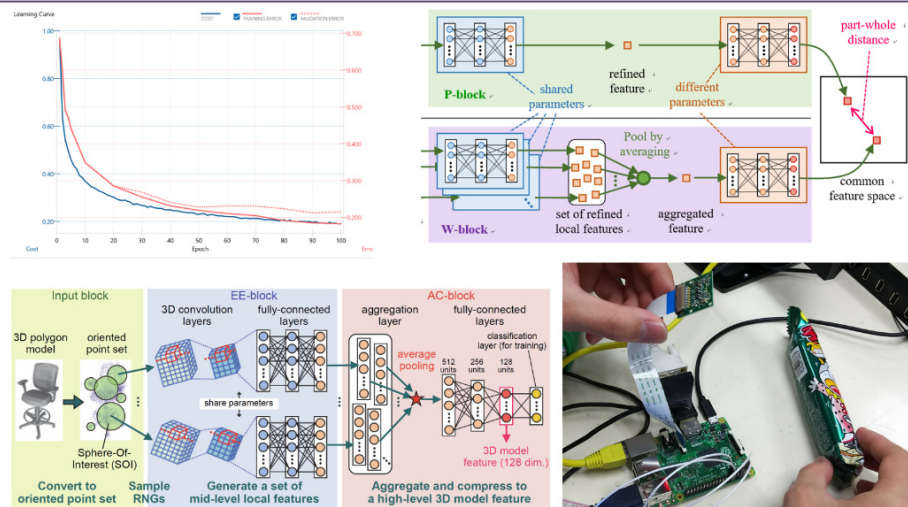 Learning Curve
COST
TRAINING ERROR
VALIDATION ERROR
1.00
0.80
0.60
0.40
0.20
0.700
0.600
0.500
0.400
0.300
0.200
0
10
20
30
40
50
60
70
80
90
100
Cost
Epoch
Error
P-block
shared
parameters
refined
feature
different
parameters
part-whole
distance
W-block
Pool by
averaging
set of refined
local features
aggregated
feature
common
feature space
Input block
3D polygon
model
oriented
point set
Sphere-Of-
Interest (SOI)
Convert to
oriented point set
Sample
RNGs
EE-block
3D convolution
layers
fully-connected
layers
share parameters
Generate a set of
mid-level local features
AC-block
aggregation
layer
average
pooling
fully-connected
layers
classification
layer (for training)
512
units
256
units
128
units
3D model
feature (128 dim.)
Aggregate and compress to
a high-level 3D model feature